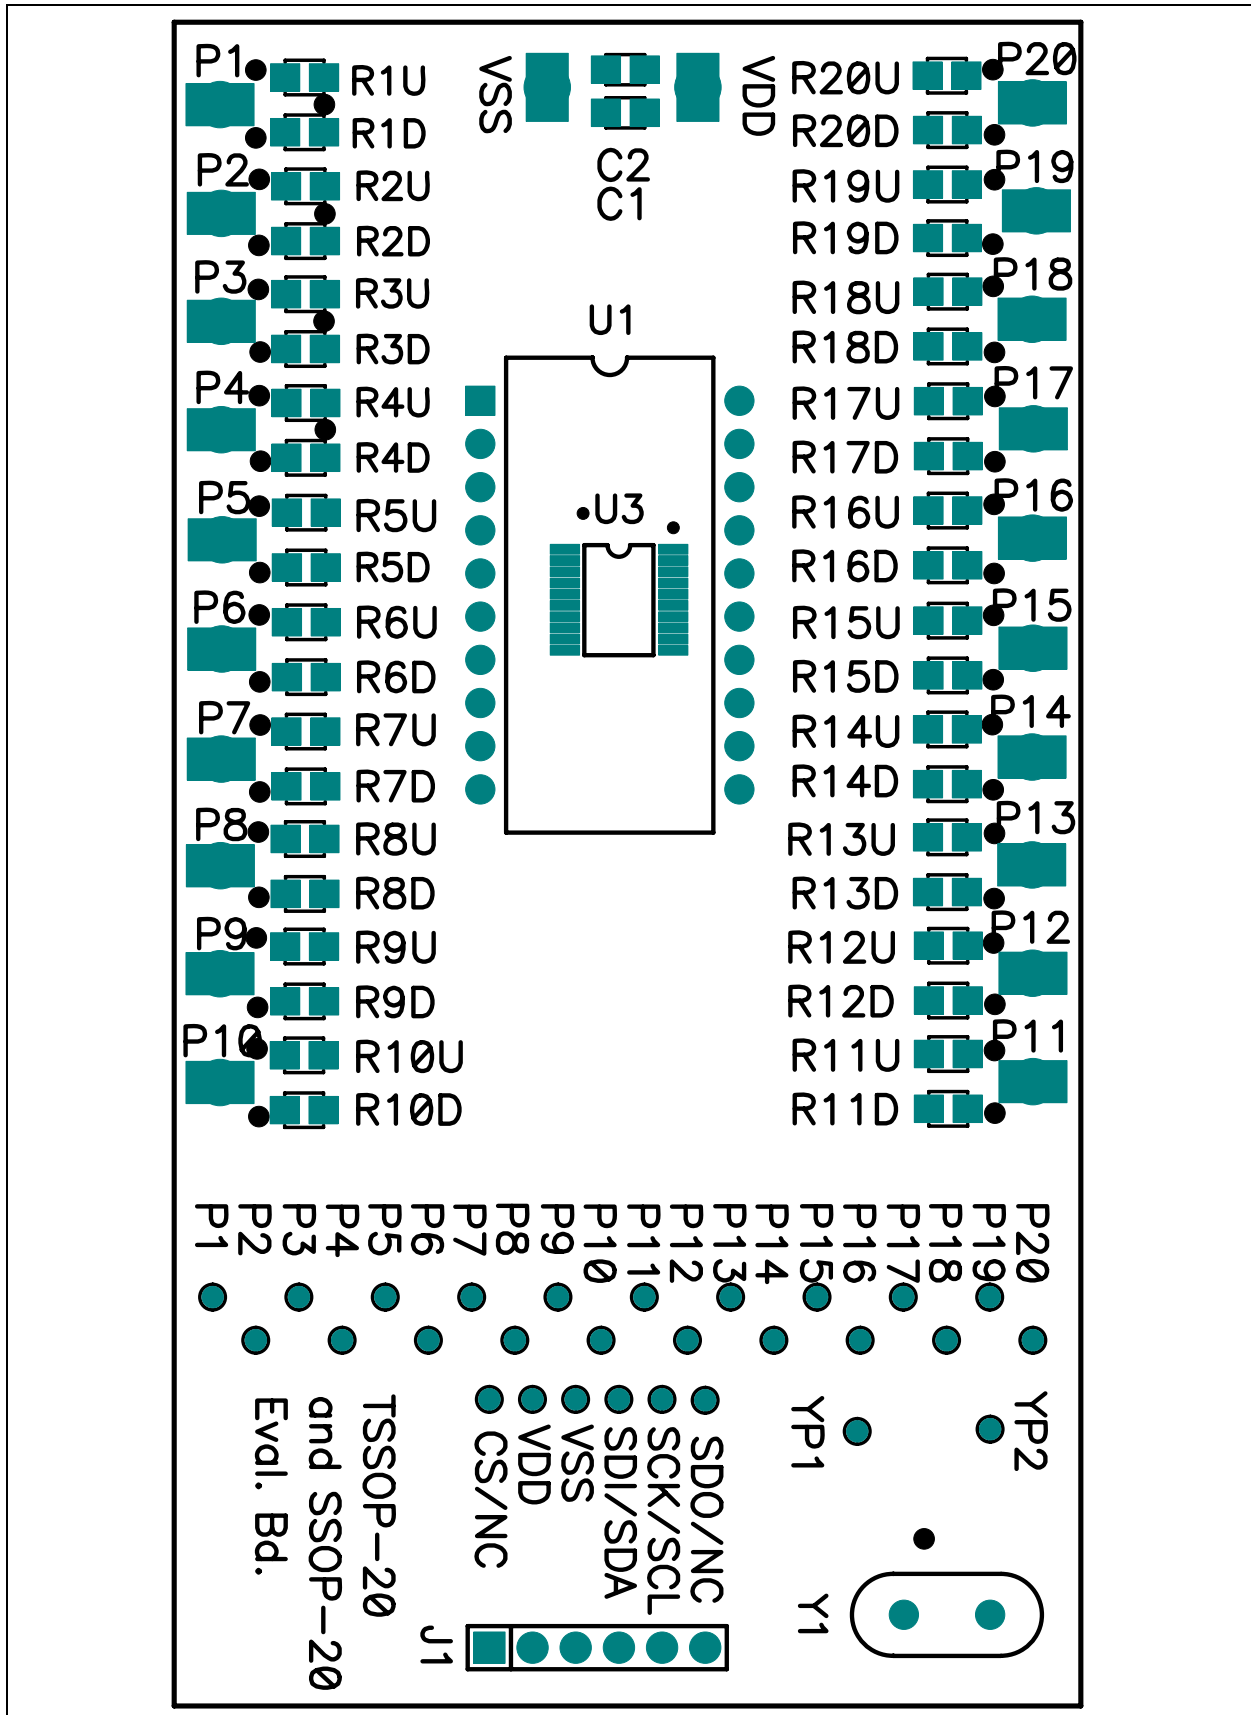 P1
R1U
VSS
VDD
R20U
P20
R1D
R20D
C2
C1
P2
R2U
R19U
P19
R2D
R19D
P3
R3U
R18U
P18
U1
R3D
R18D
P4
R4U
R17U
P17
R4D
R17D
P5
R5U
U3
R16U
P16
R5D
R16D
P6
R6U
R15U
P15
R6D
R15D
P7
R7U
R14U
P14
R7D
R14D
P8
R8U
R13U
P13
R8D
R13D
P9
R9U
R12U
P12
R9D
R12D
P10
R10U
R11U
P11
R10D
R11D
P1
P2
P3
P4
P5
P6
P7
P8
P9
P10
P11
P12
P13
P14
P15
P16
P17
P18
P19
P20
TSSOP-20
and SSOP-20
Eval. Bd.
CS/NC
VDD
VSS
SDI/SDA
SCK/SCL
SDO/NC
YP1
YP2
J1
Y1